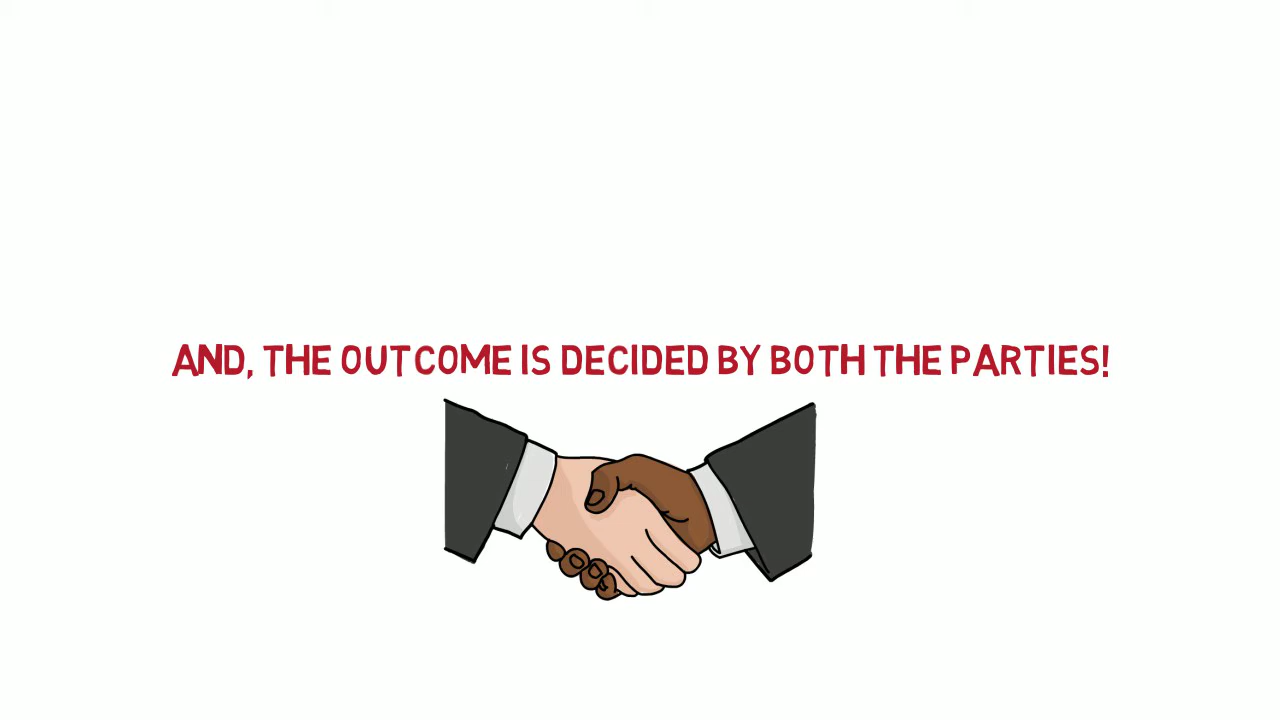 AND, THE OUTCOME IS DECIDED BY BOTH THE PARTIES!